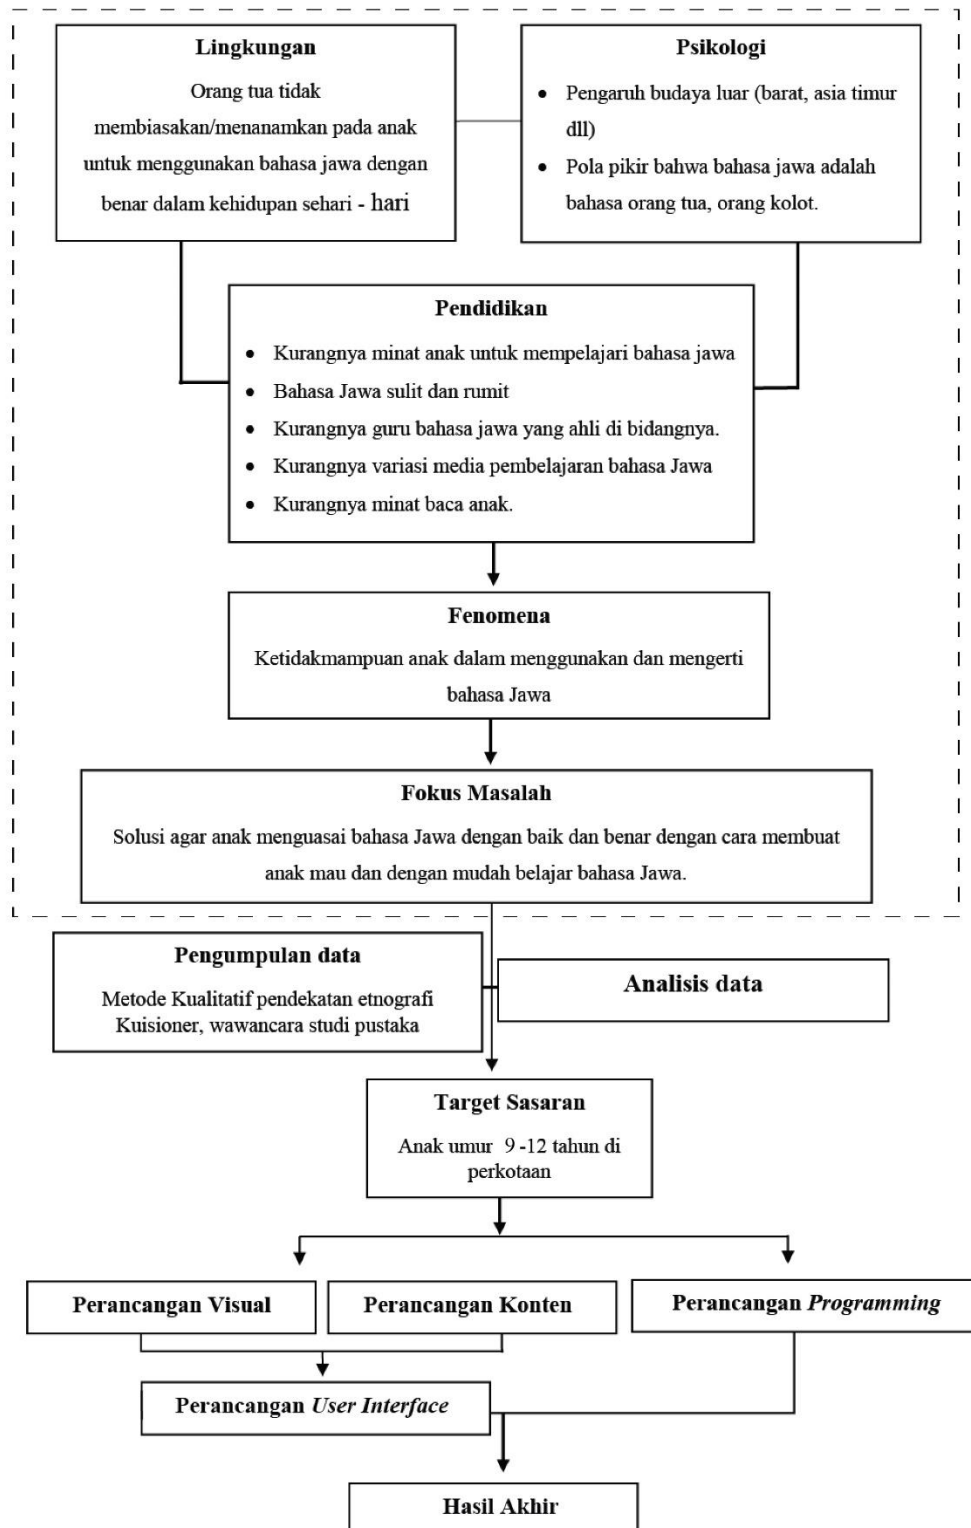 Lingkungan
Orang tua tidak
membiasakan/menanamkan pada anak
untuk menggunakan bahasa jawa dengan
benar dalam kehidupan sehari - hari
Psikologi
• Pengaruh budaya luar (barat, asia timur
dll)
• Pola pikir bahwa bahasa jawa adalah
bahasa orang tua, orang kolot.
Pendidikan
• Kurangnya minat anak untuk mempelajari bahasa jawa
• Bahasa Jawa sulit dan rumit
• Kurangnya guru bahasa jawa yang ahli di bidangnya.
• Kurangnya variasi media pembelajaran bahasa Jawa
• Kurangnya minat baca anak.
Fenomena
Ketidakmampuan anak dalam menggunakan dan mengerti
bahasa Jawa
Fokus Masalah
Solusi agar anak menguasai bahasa Jawa dengan baik dan benar dengan cara membuat
anak mau dan dengan mudah belajar bahasa Jawa.
Pengumpulan data
Metode Kualitatif pendekatan etnografi
Kuisioner, wawancara studi pustaka
Analisis data
Target Sasaran
Anak umur 9 -12 tahun di
perkotaan
Perancangan Visual
Perancangan Konten
Perancangan Programming
Perancangan User Interface
Hasil Akhir